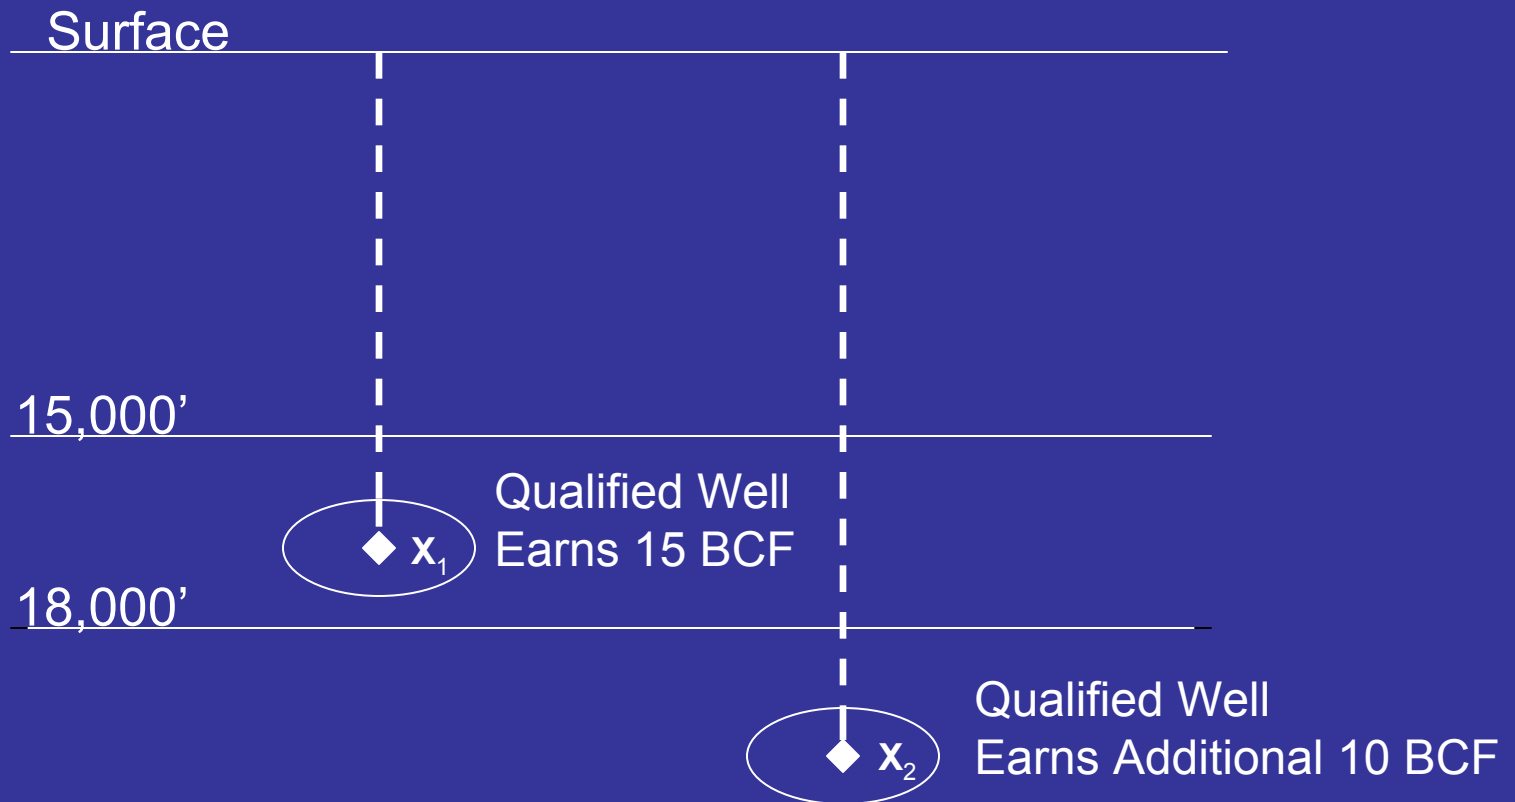 Surface
15,000’
Qualified Well
Earns 15 BCF
X₁
18,000’
Qualified Well
Earns Additional 10 BCF
X₂